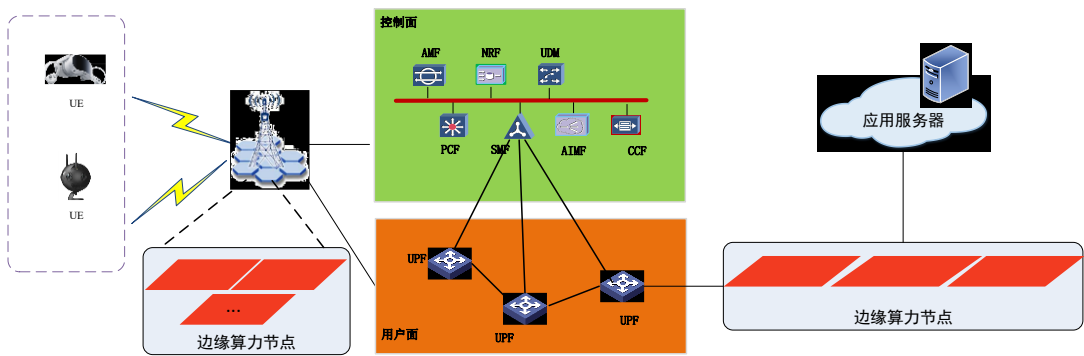 控制面
AMF
NRF
UDM
PCF
SMF
AIMF
CCF
UE
UE
应用服务器
UPF
UPF
UPF
用户面
...
边缘算力节点
边缘算力节点